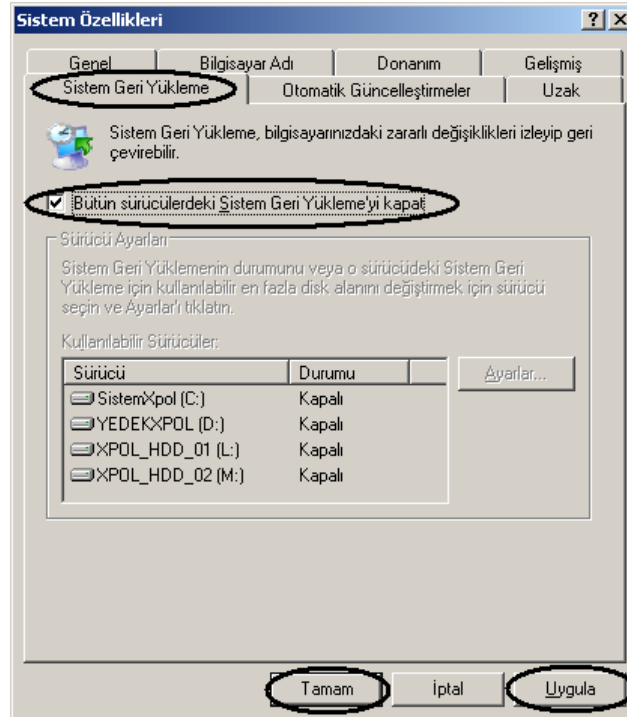 Sistem Özellikleri
Genel
Bilgisayar Adı
Donanım
Gelişmiş
Sistem Geri Yükleme
Otomatik Güncelleştirmeler
Uzak
Sistem Geri Yükleme, bilgisayarınızdaki zararlı değişiklikleri izleyip geri
çevirebilir.
Bütün sürücülerdeki Sistem Geri Yükleme'yi kapat
Sürücü Ayarları
Sistem Geri Yüklemenin durumunu veya o sürücüdeki Sistem Geri
Yükleme için kullanılabilir en fazla disk alanını değiştirmek için sürücü
seçin ve Ayarlar'ı tıklatın.
Kullanılabilir Sürücüler:
Sürücü Durumu
Ayarlar...
SistemXpol (C:) Kapalı
YEDEKXPOL (D:) Kapalı
XPOL_HDD_01 (L:) Kapalı
XPOL_HDD_02 (M:) Kapalı
Tamam İptal Uygula